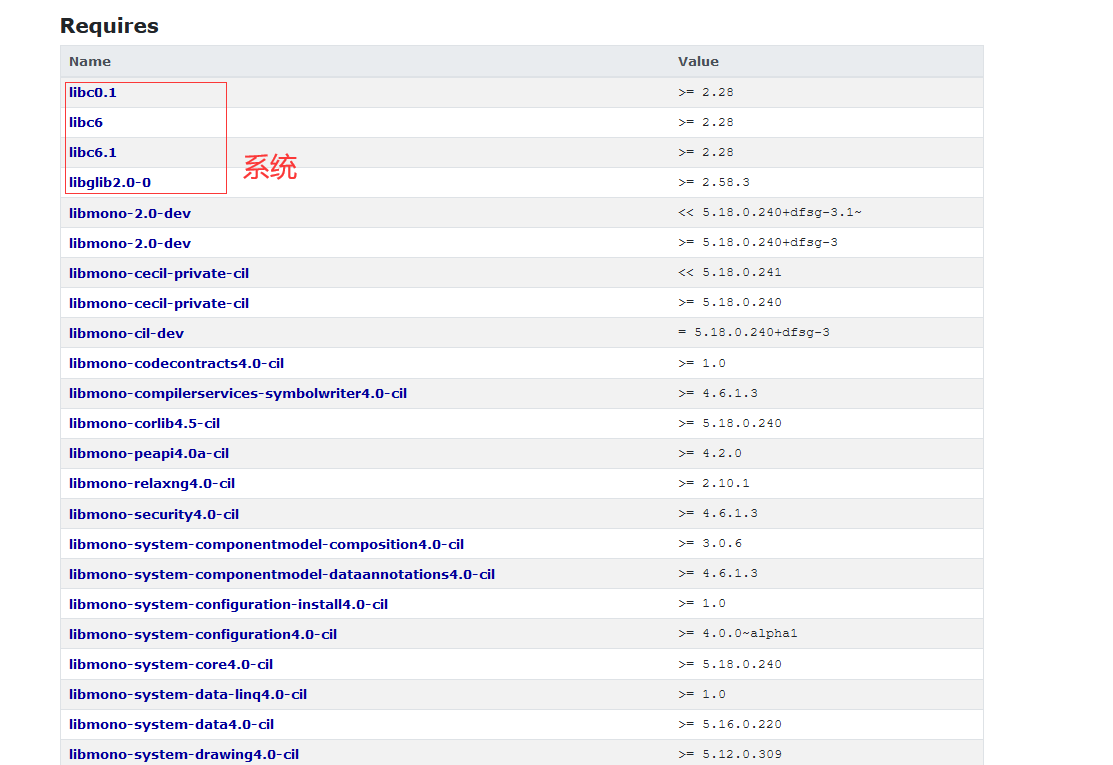 Requires
Name Value
libc0.1 >= 2.28
libc6 >= 2.28
libc6.1 >= 2.28
系统
libglib2.0-0 >= 2.58.3
libmono-2.0-dev << 5.18.0.240+dfsg-3.1~
libmono-2.0-dev >= 5.18.0.240+dfsg-3
libmono-cecil-private-cil << 5.18.0.241
libmono-cecil-private-cil >= 5.18.0.240
libmono-cil-dev = 5.18.0.240+dfsg-3
libmono-codecontracts4.0-cil >= 1.0
libmono-compilerservices-symbolwriter4.0-cil >= 4.6.1.3
libmono-corlib4.5-cil >= 5.18.0.240
libmono-peapi4.0a-cil >= 4.2.0
libmono-relaxng4.0-cil >= 2.10.1
libmono-security4.0-cil >= 4.6.1.3
libmono-system-componentmodel-composition4.0-cil >= 3.0.6
libmono-system-componentmodel-dataannotations4.0-cil >= 4.6.1.3
libmono-system-configuration-install4.0-cil >= 1.0
libmono-system-configuration4.0-cil >= 4.0.0~alpha1
libmono-system-core4.0-cil >= 5.18.0.240
libmono-system-data-linq4.0-cil >= 1.0
libmono-system-data4.0-cil >= 5.16.0.220
libmono-system-drawing4.0-cil >= 5.12.0.309